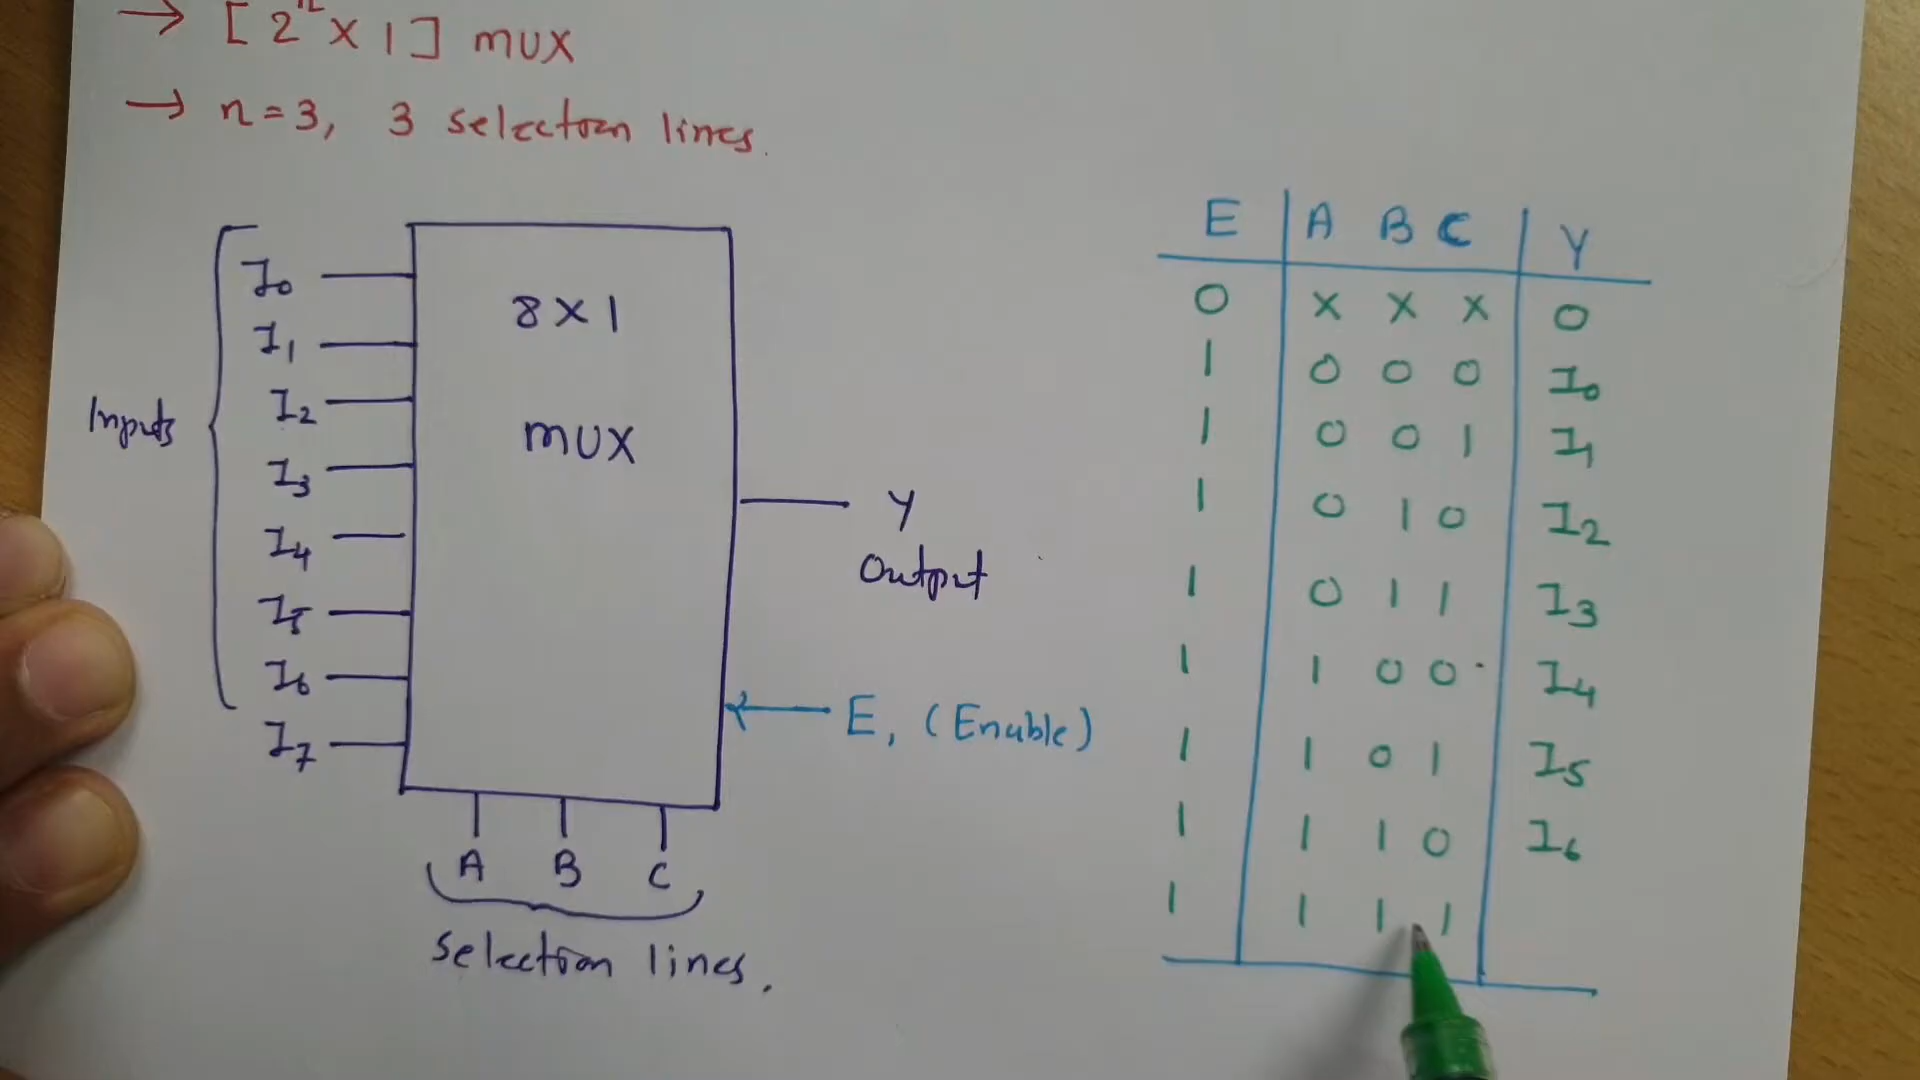 → [2ⁿ x 1] mux
→ n=3, 3 selection lines.
Inputs
I0
I1
I2
I3
I4
I5
I6
I7
8X1
MUX
Y
Output
E, (Enable)
A B C
Selection lines.
E A B C Y
0 X X X 0
1 0 0 0 I0
1 0 0 1 I1
1 0 1 0 I2
1 0 1 1 I3
1 1 0 0 I4
1 1 0 1 I5
1 1 1 0 I6
1 1 1 1